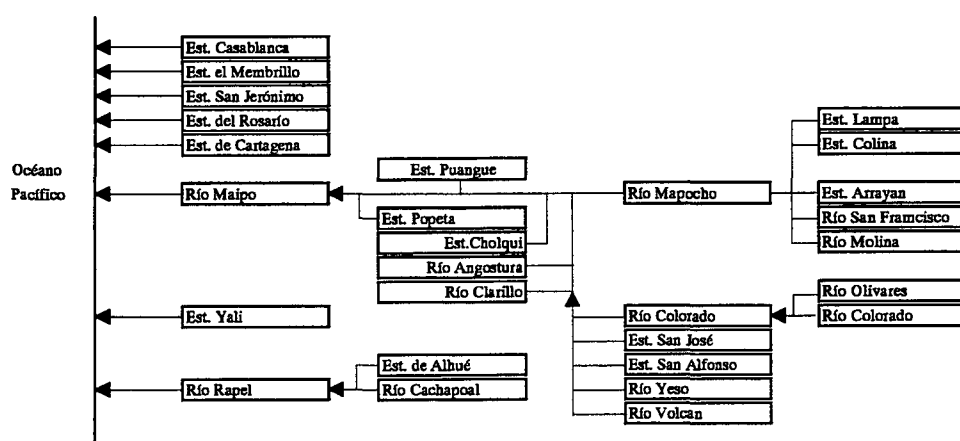 Est. Casablanca
Est. el Membrillo
Est. San Jerónimo
Est. del Rosarío
Est. de Cartagena
Océano
Pacífico
Río Maipo
Est. Yali
Río Rapel
Est. Puangue
Est. Popeta
Est.Cholqui
Río Angostura
Río Clarillo
Est. de Alhué
Río Cachapoal
Río Mapocho
Río Colorado
Est. San José
Est. San Alfonso
Río Yeso
Río Volcan
Est. Lampa
Est. Colina
Est. Arrayan
Río San Framcisco
Río Molina
Río Olivares
Río Colorado